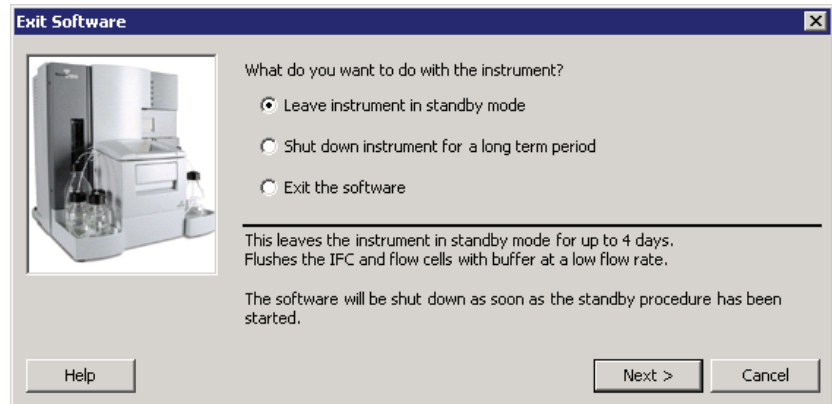 Exit Software
What do you want to do with the instrument?
Leave instrument in standby mode
Shut down instrument for a long term period
Exit the software
This leaves the instrument in standby mode for up to 4 days.
Flushes the IFC and flow cells with buffer at a low flow rate.
The software will be shut down as soon as the standby procedure has been
started.
Help
Next >
Cancel